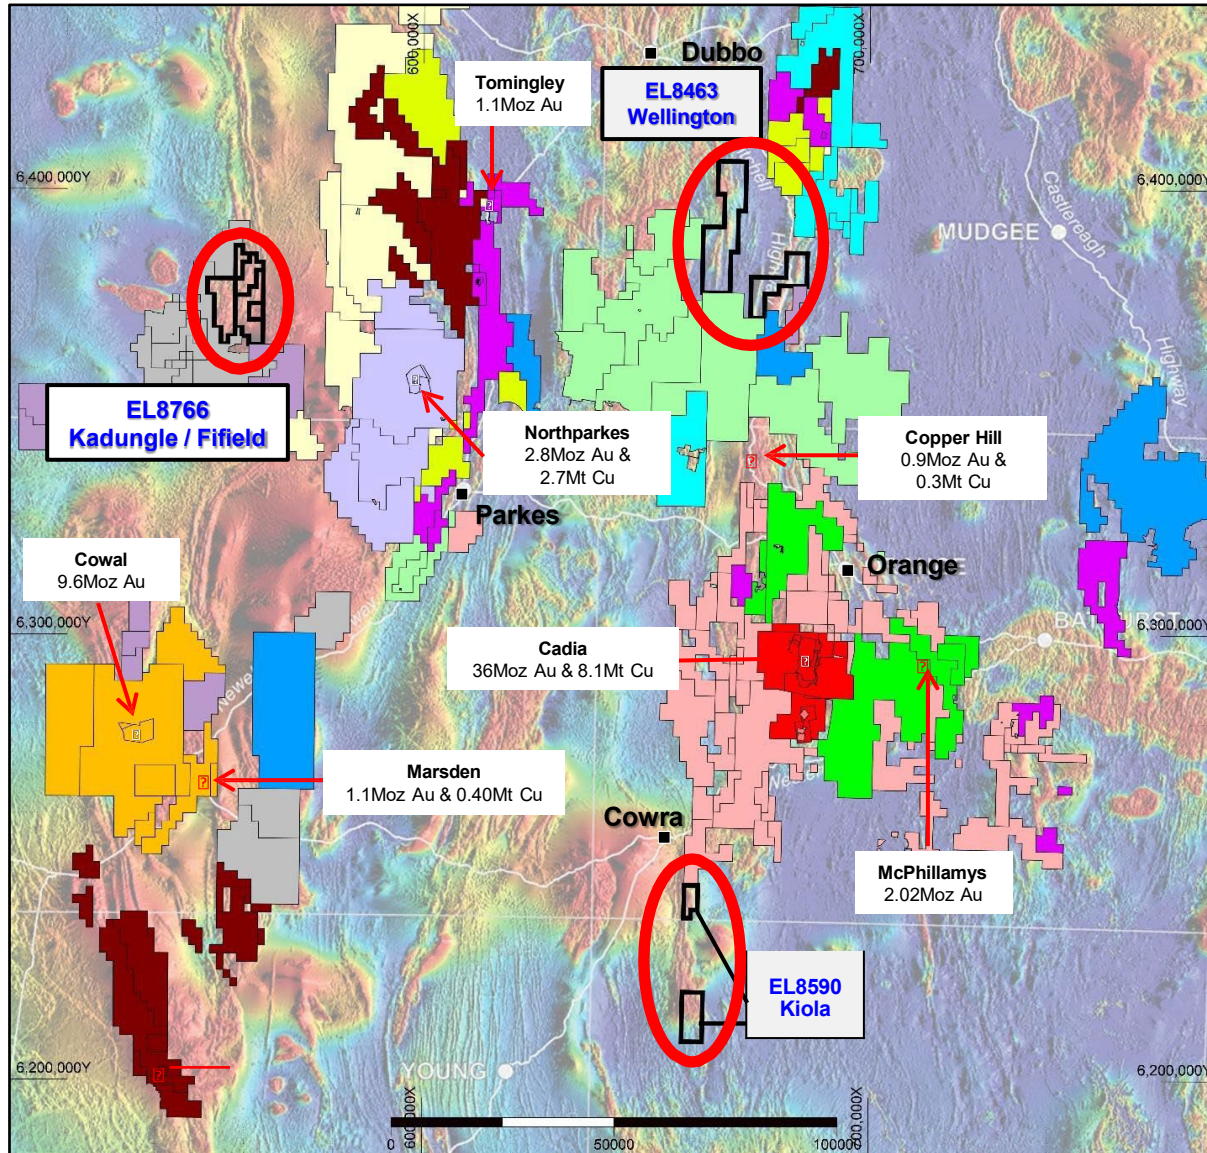 600,000X
700,000X
Dubbo
Tomingley
1.1Moz Au
EL8463
Wellington
6,400,000Y
6,400,000Y
Castlereagh
MUDGEE
Highway
EL8766
Kadungle / Fifield
Northparkes
2.8Moz Au &
2.7Mt Cu
Copper Hill
0.9Moz Au &
0.3Mt Cu
Parkes
Cowal
9.6Moz Au
Orange
6,300,000Y
6,300,000Y
Cadia
36Moz Au & 8.1Mt Cu
Marsden
1.1Moz Au & 0.40Mt Cu
Cowra
McPhillamys
2.02Moz Au
EL8590
Kiola
6,200,000Y
YOUNG
6,200,000Y
600,000X
0
50000
100000
700,000X